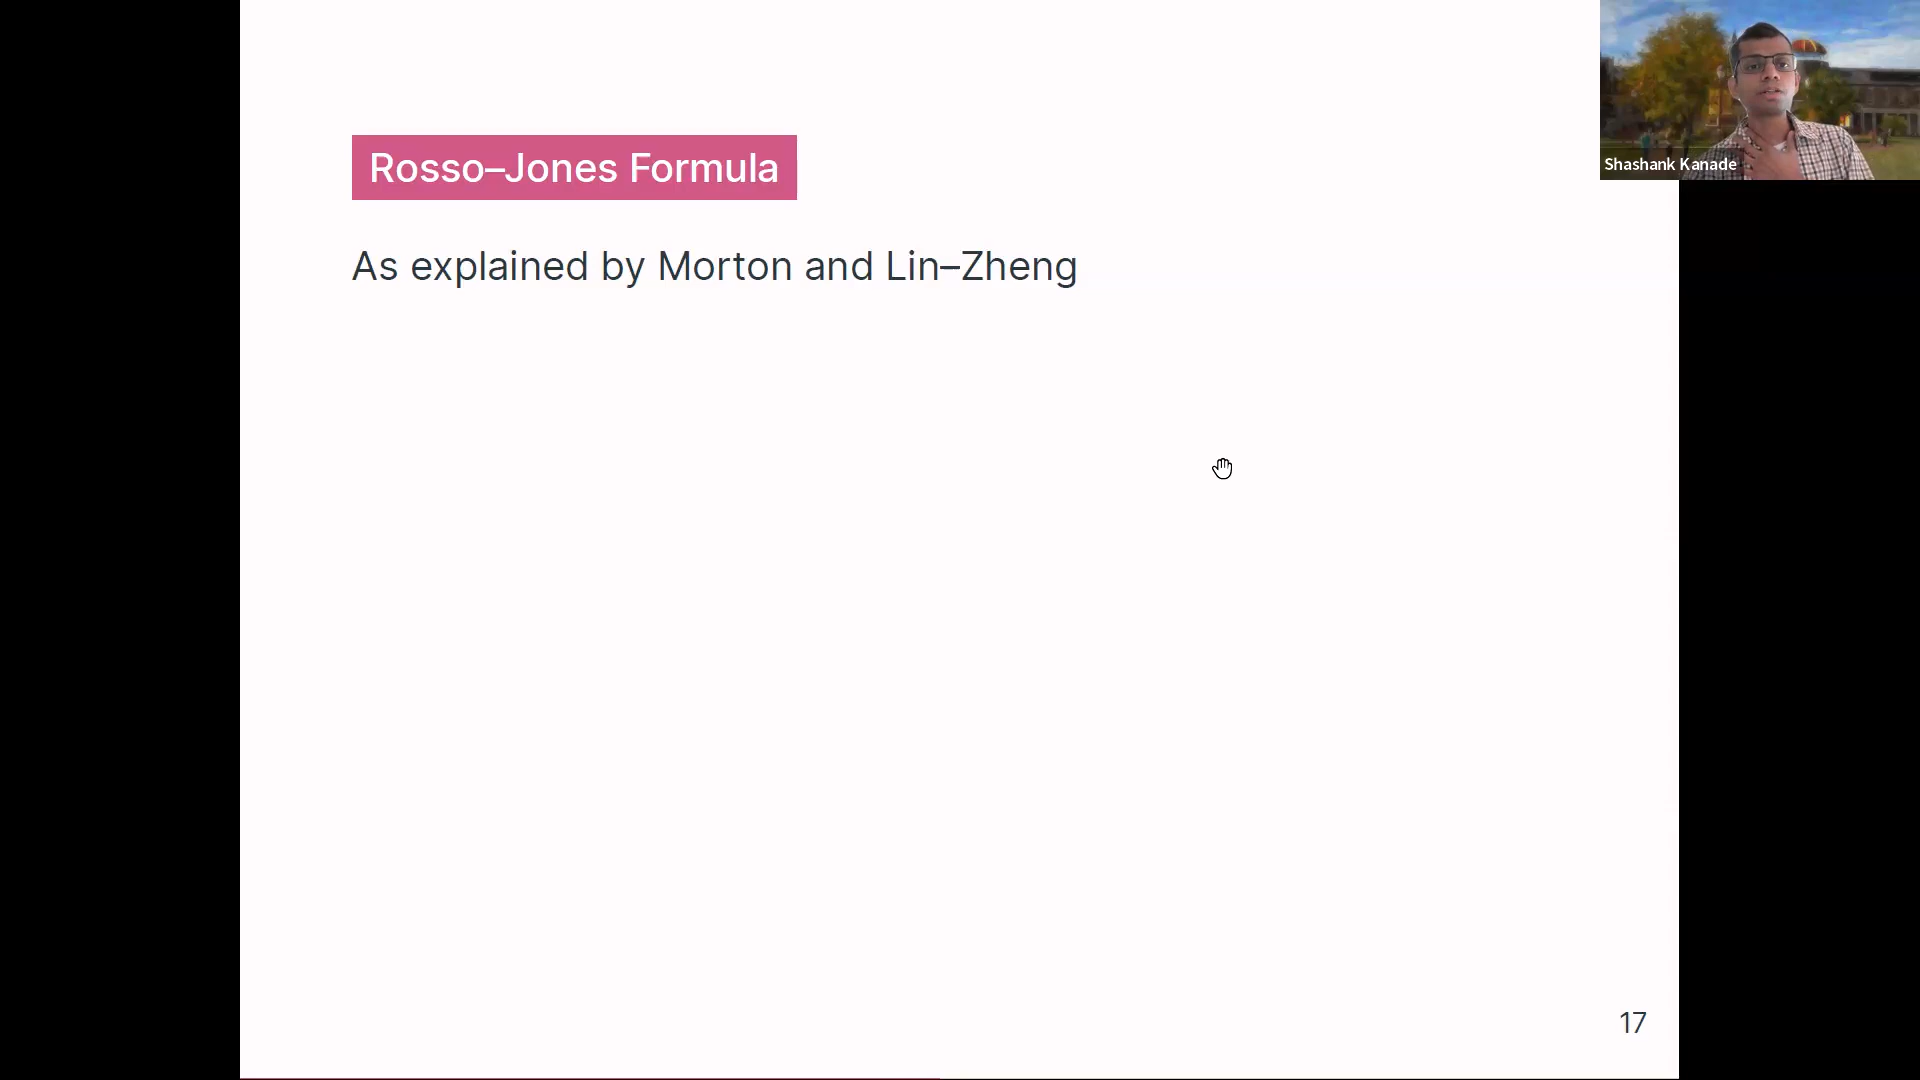 Rosso–Jones Formula
As explained by Morton and Lin–Zheng
Shashank Kanade
17